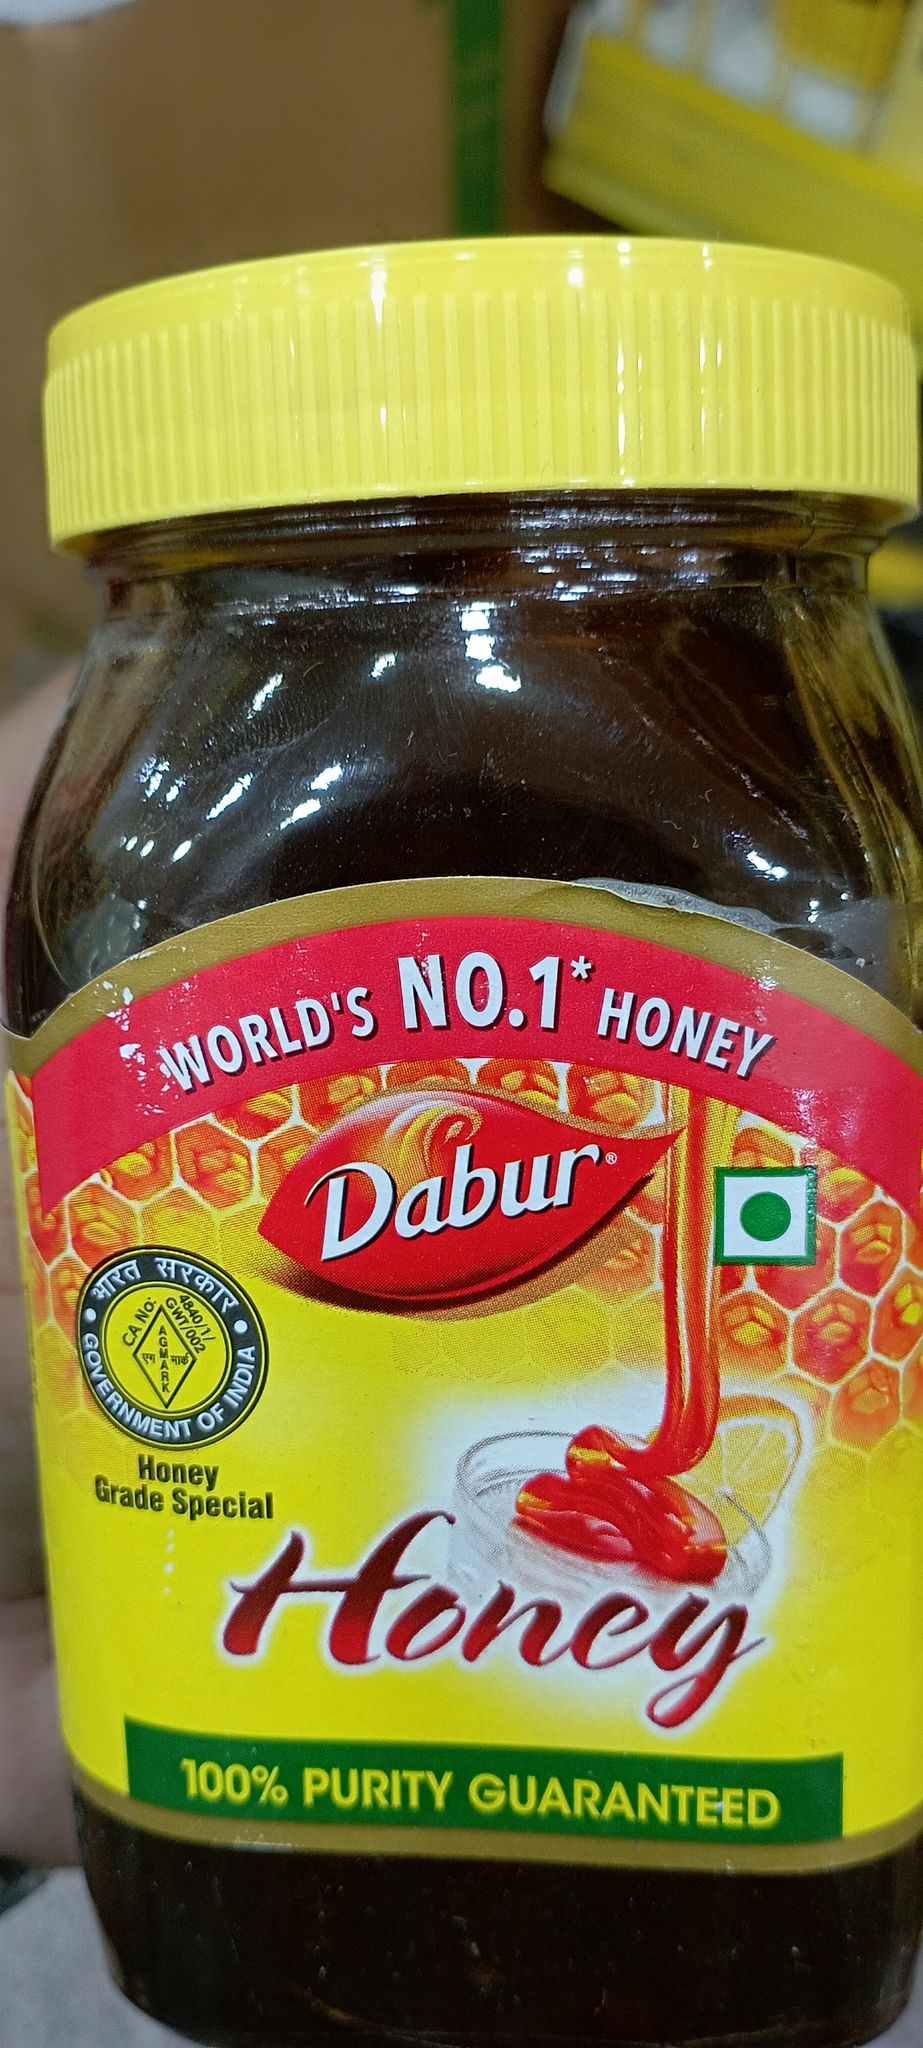 WORLD'S NO.1* HONEY
Dabur®
भारत सरकार
CA NO:
4840/1/
GWT/002
AGMARK
एग मार्क
GOVERNMENT OF INDIA
Honey
Grade Special
Honey
100% PURITY GUARANTEED